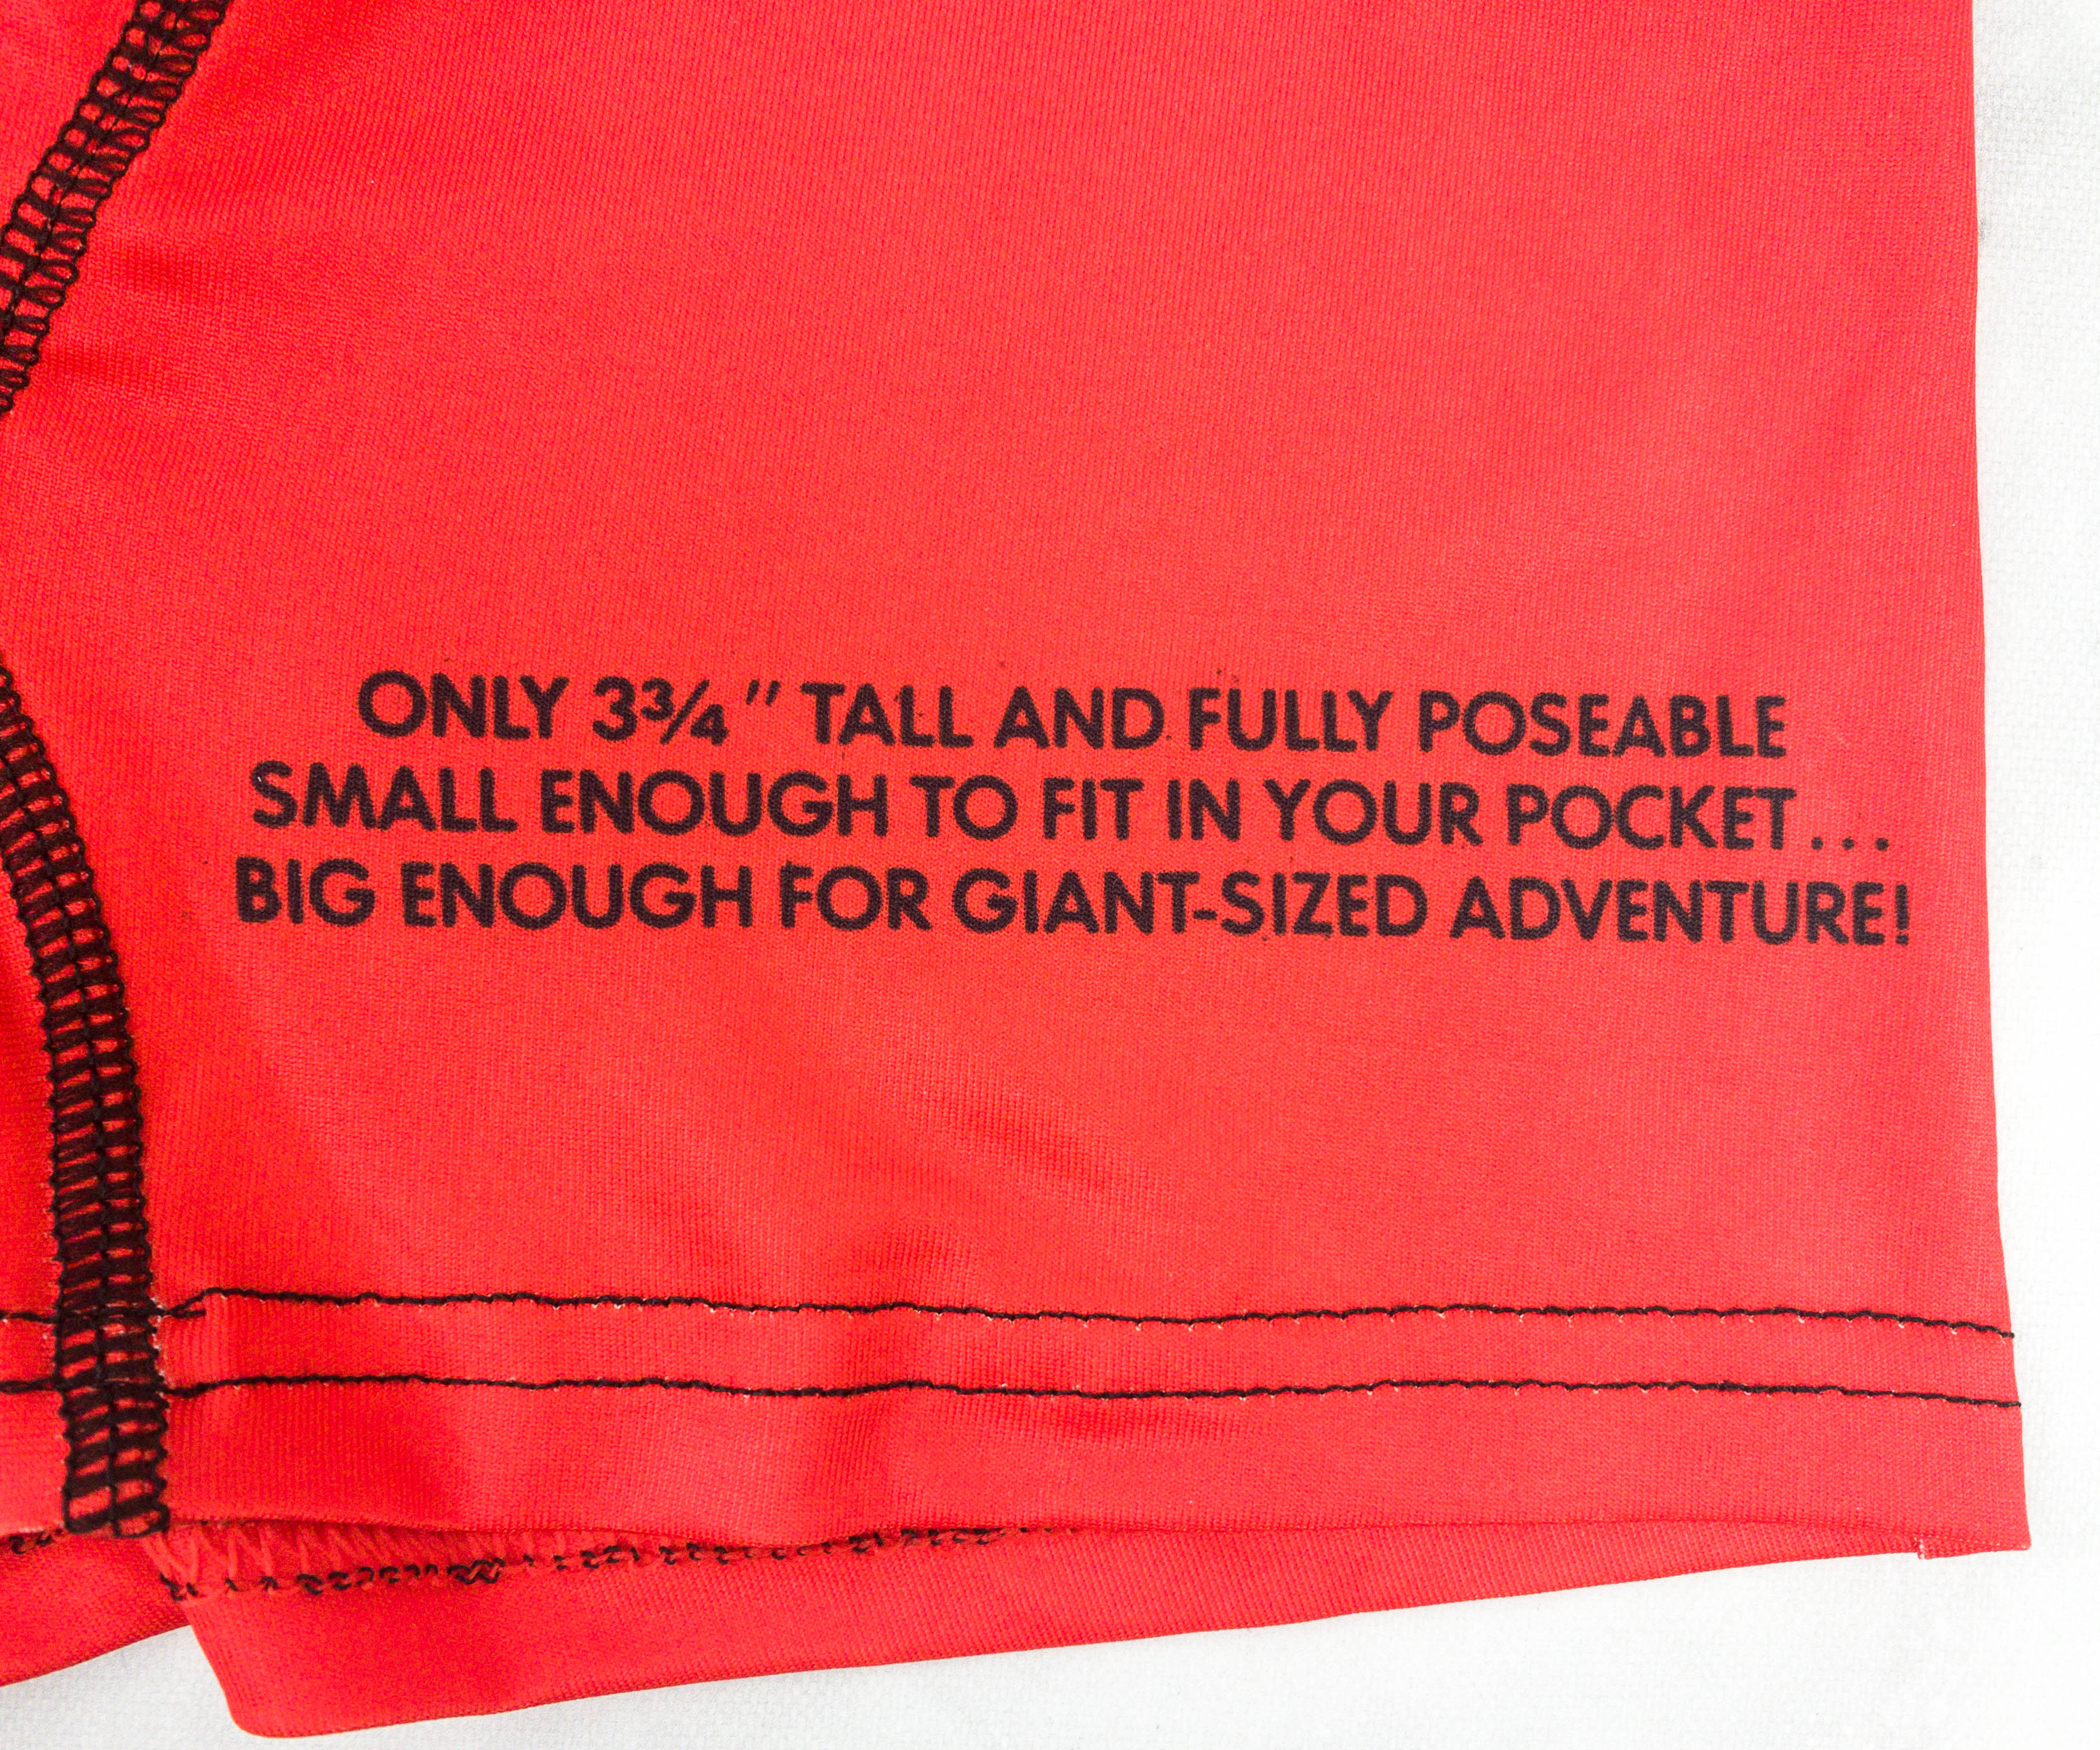 ONLY 3¾" TALL AND FULLY POSEABLE
SMALL ENOUGH TO FIT IN YOUR POCKET...
BIG ENOUGH FOR GIANT-SIZED ADVENTURE!